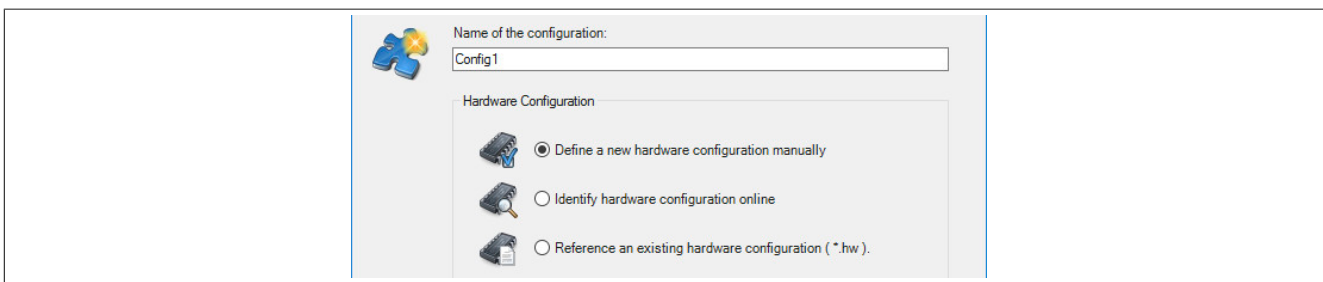 Name of the configuration:
Config1
Hardware Configuration
Define a new hardware configuration manually
Identify hardware configuration online
Reference an existing hardware configuration ( *.hw ).